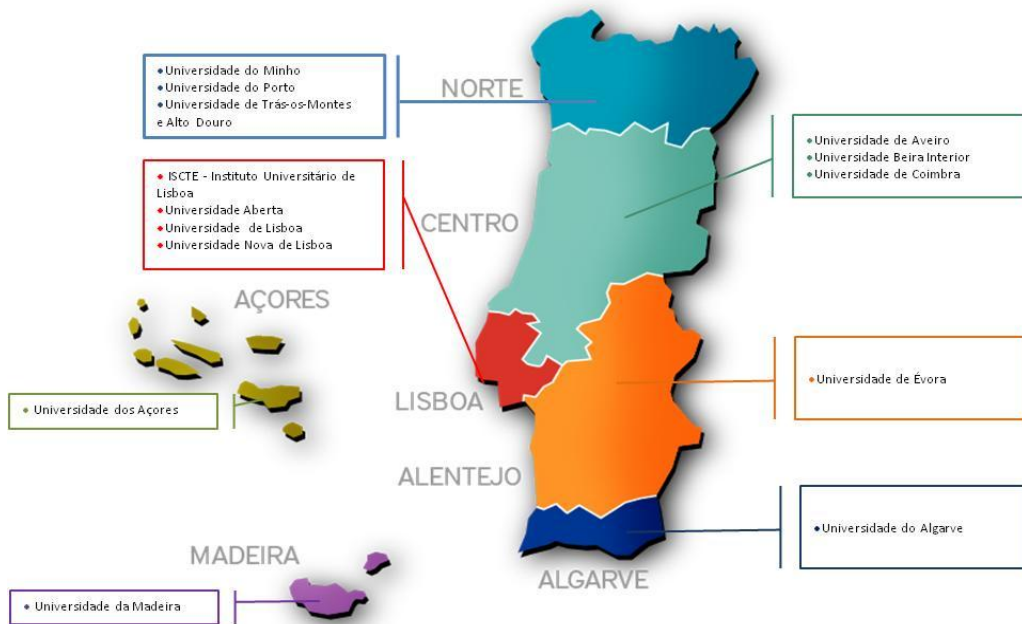 NORTE
• Universidade do Minho
• Universidade do Porto
• Universidade de Trás-os-Montes
e Alto Douro
• Universidade de Aveiro
• Universidade Beira Interior
• Universidade de Coimbra
CENTRO
• ISCTE - Instituto Universitário de
Lisboa
• Universidade Aberta
• Universidade de Lisboa
• Universidade Nova de Lisboa
AÇORES
• Universidade dos Açores
LISBOA
• Universidade de Évora
ALENTEJO
• Universidade do Algarve
ALGARVE
MADEIRA
• Universidade da Madeira